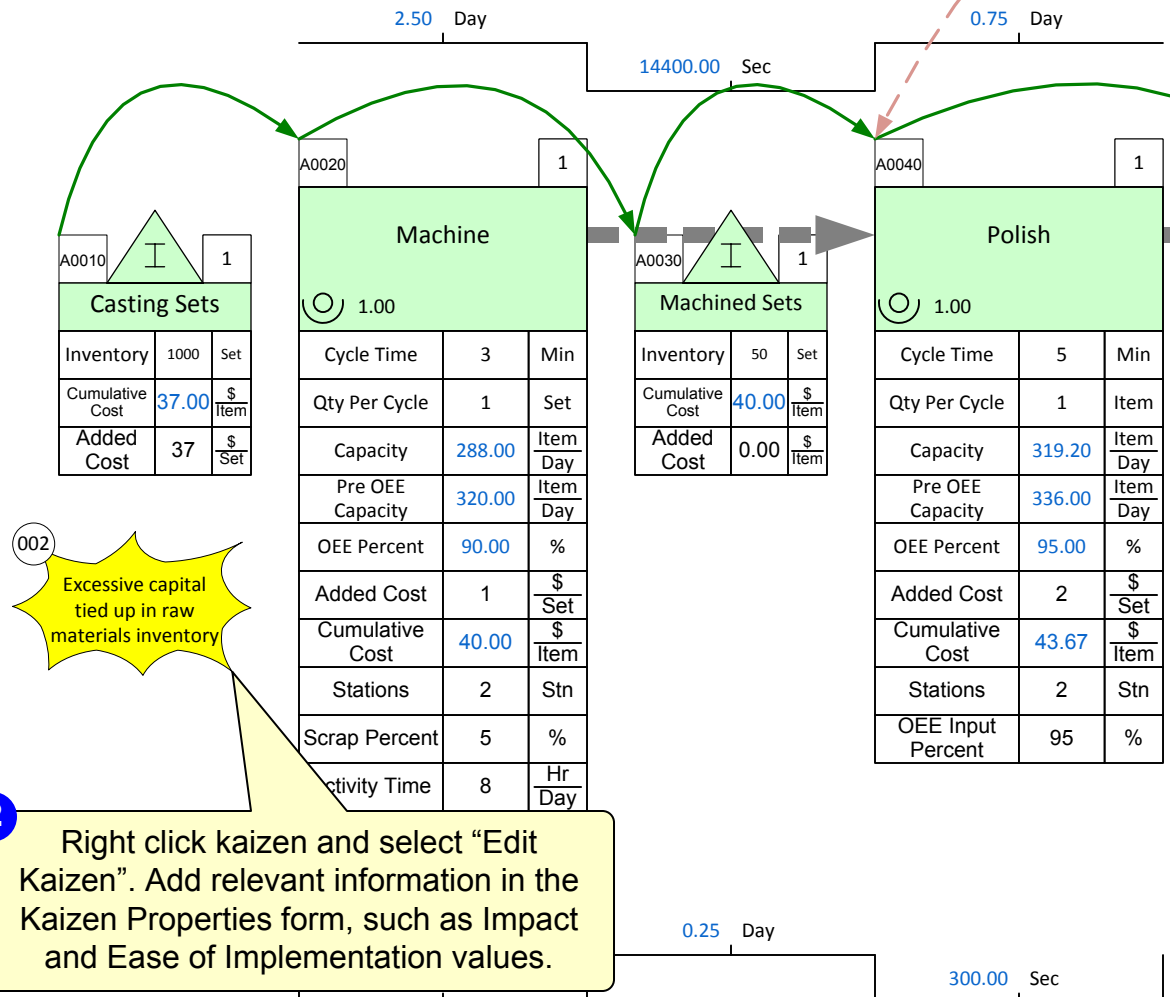 2.50 Day
0.75 Day
14400.00 Sec
A0020
1
A0040
1
Machine
1.00
Polish
1.00
A0010
I
1
Casting Sets
A0030
I
1
Machined Sets
Inventory 1000 Set
Cumulative
Cost
37.00
$
Item
Added
Cost
37
$
Set
Cycle Time 3 Min
Qty Per Cycle 1 Set
Capacity 288.00
Item
Day
Pre OEE
Capacity
320.00
Item
Day
OEE Percent 90.00 %
Added Cost 1
$
Set
Cumulative
Cost
40.00
$
Item
Stations 2 Stn
Scrap Percent 5 %
ctivity Time 8
Hr
Day
Inventory 50 Set
Cumulative
Cost
40.00
$
Item
Added
Cost
0.00
$
Item
Cycle Time 5 Min
Qty Per Cycle 1 Item
Capacity 319.20
Item
Day
Pre OEE
Capacity
336.00
Item
Day
OEE Percent 95.00 %
Added Cost 2
$
Set
Cumulative
Cost
43.67
$
Item
Stations 2 Stn
OEE Input
Percent
95 %
002
Excessive capital
tied up in raw
materials inventory
2
Right click kaizen and select “Edit
Kaizen”. Add relevant information in the
Kaizen Properties form, such as Impact
and Ease of Implementation values.
0.25 Day
300.00 Sec